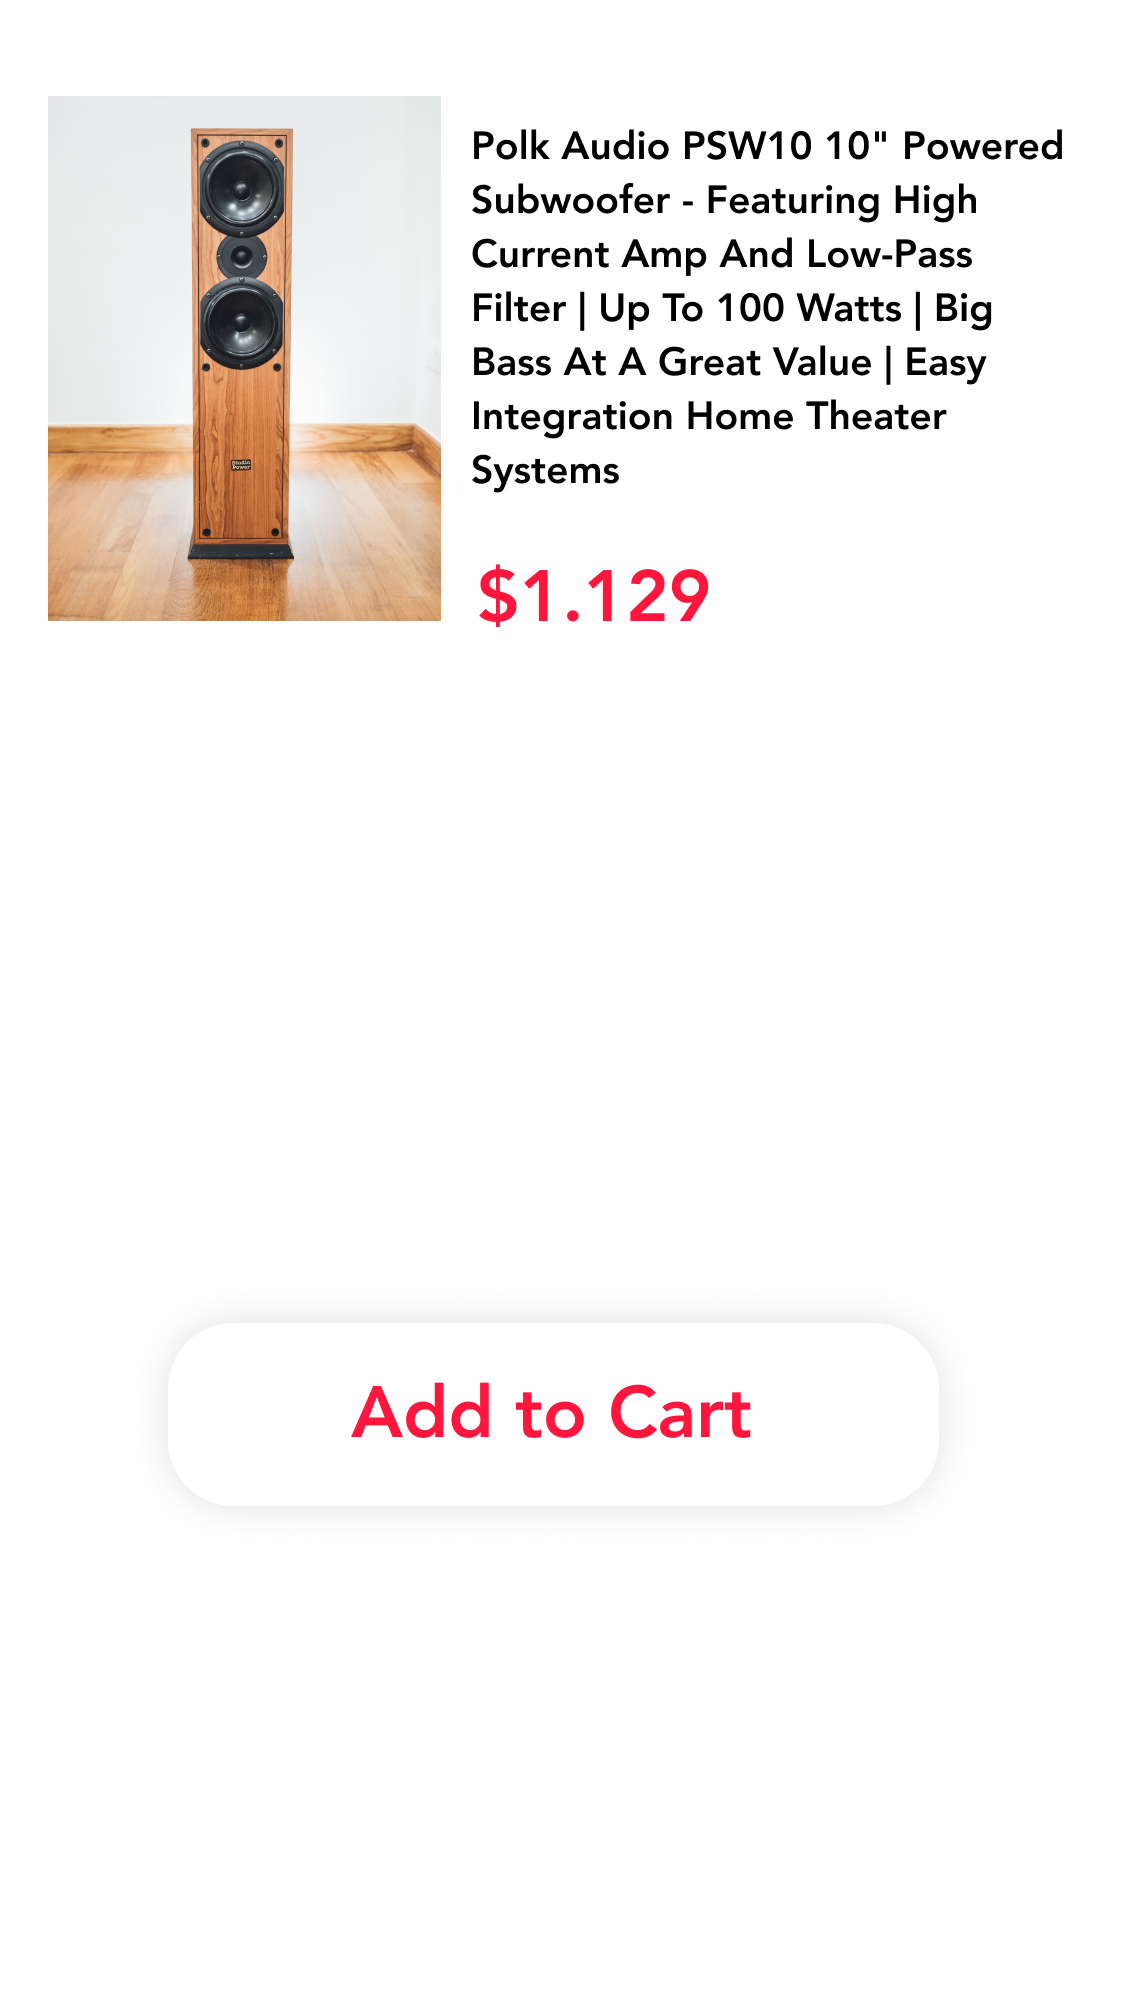 Polk Audio PSW10 10" Powered
Subwoofer - Featuring High
Current Amp And Low-Pass
Filter | Up To 100 Watts | Big
Bass At A Great Value | Easy
Integration Home Theater
Systems
$1.129
Studio
Power
Add to Cart